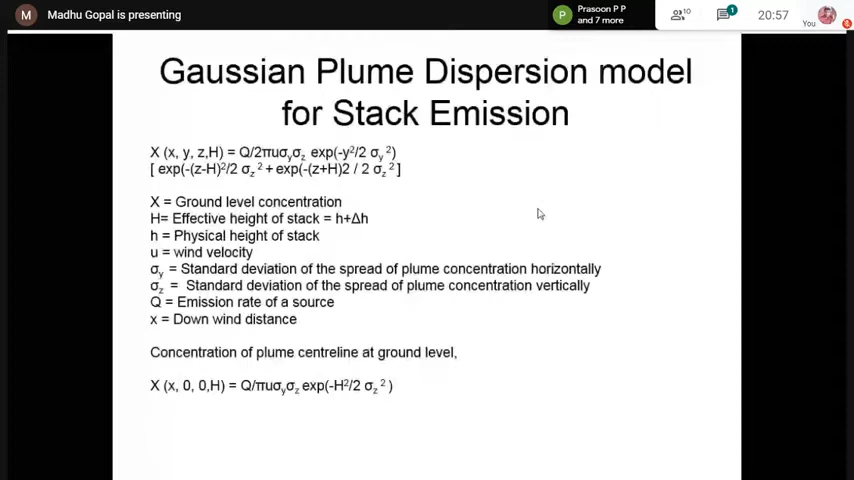 M Madhu Gopal is presenting
P Prasoon P P
and 7 more
10
1
20:57
You
Gaussian Plume Dispersion model
for Stack Emission
X (x, y, z,H) = Q/2πuσyσz exp(-y²/2 σy²)
[ exp(-(z-H)²/2 σz² + exp(-(z+H)2 / 2 σz² ]
X = Ground level concentration
H= Effective height of stack = h+Δh
h = Physical height of stack
u = wind velocity
σy = Standard deviation of the spread of plume concentration horizontally
σz = Standard deviation of the spread of plume concentration vertically
Q = Emission rate of a source
x = Down wind distance
Concentration of plume centreline at ground level,
X (x, 0, 0,H) = Q/πuσyσz exp(-H²/2 σz² )